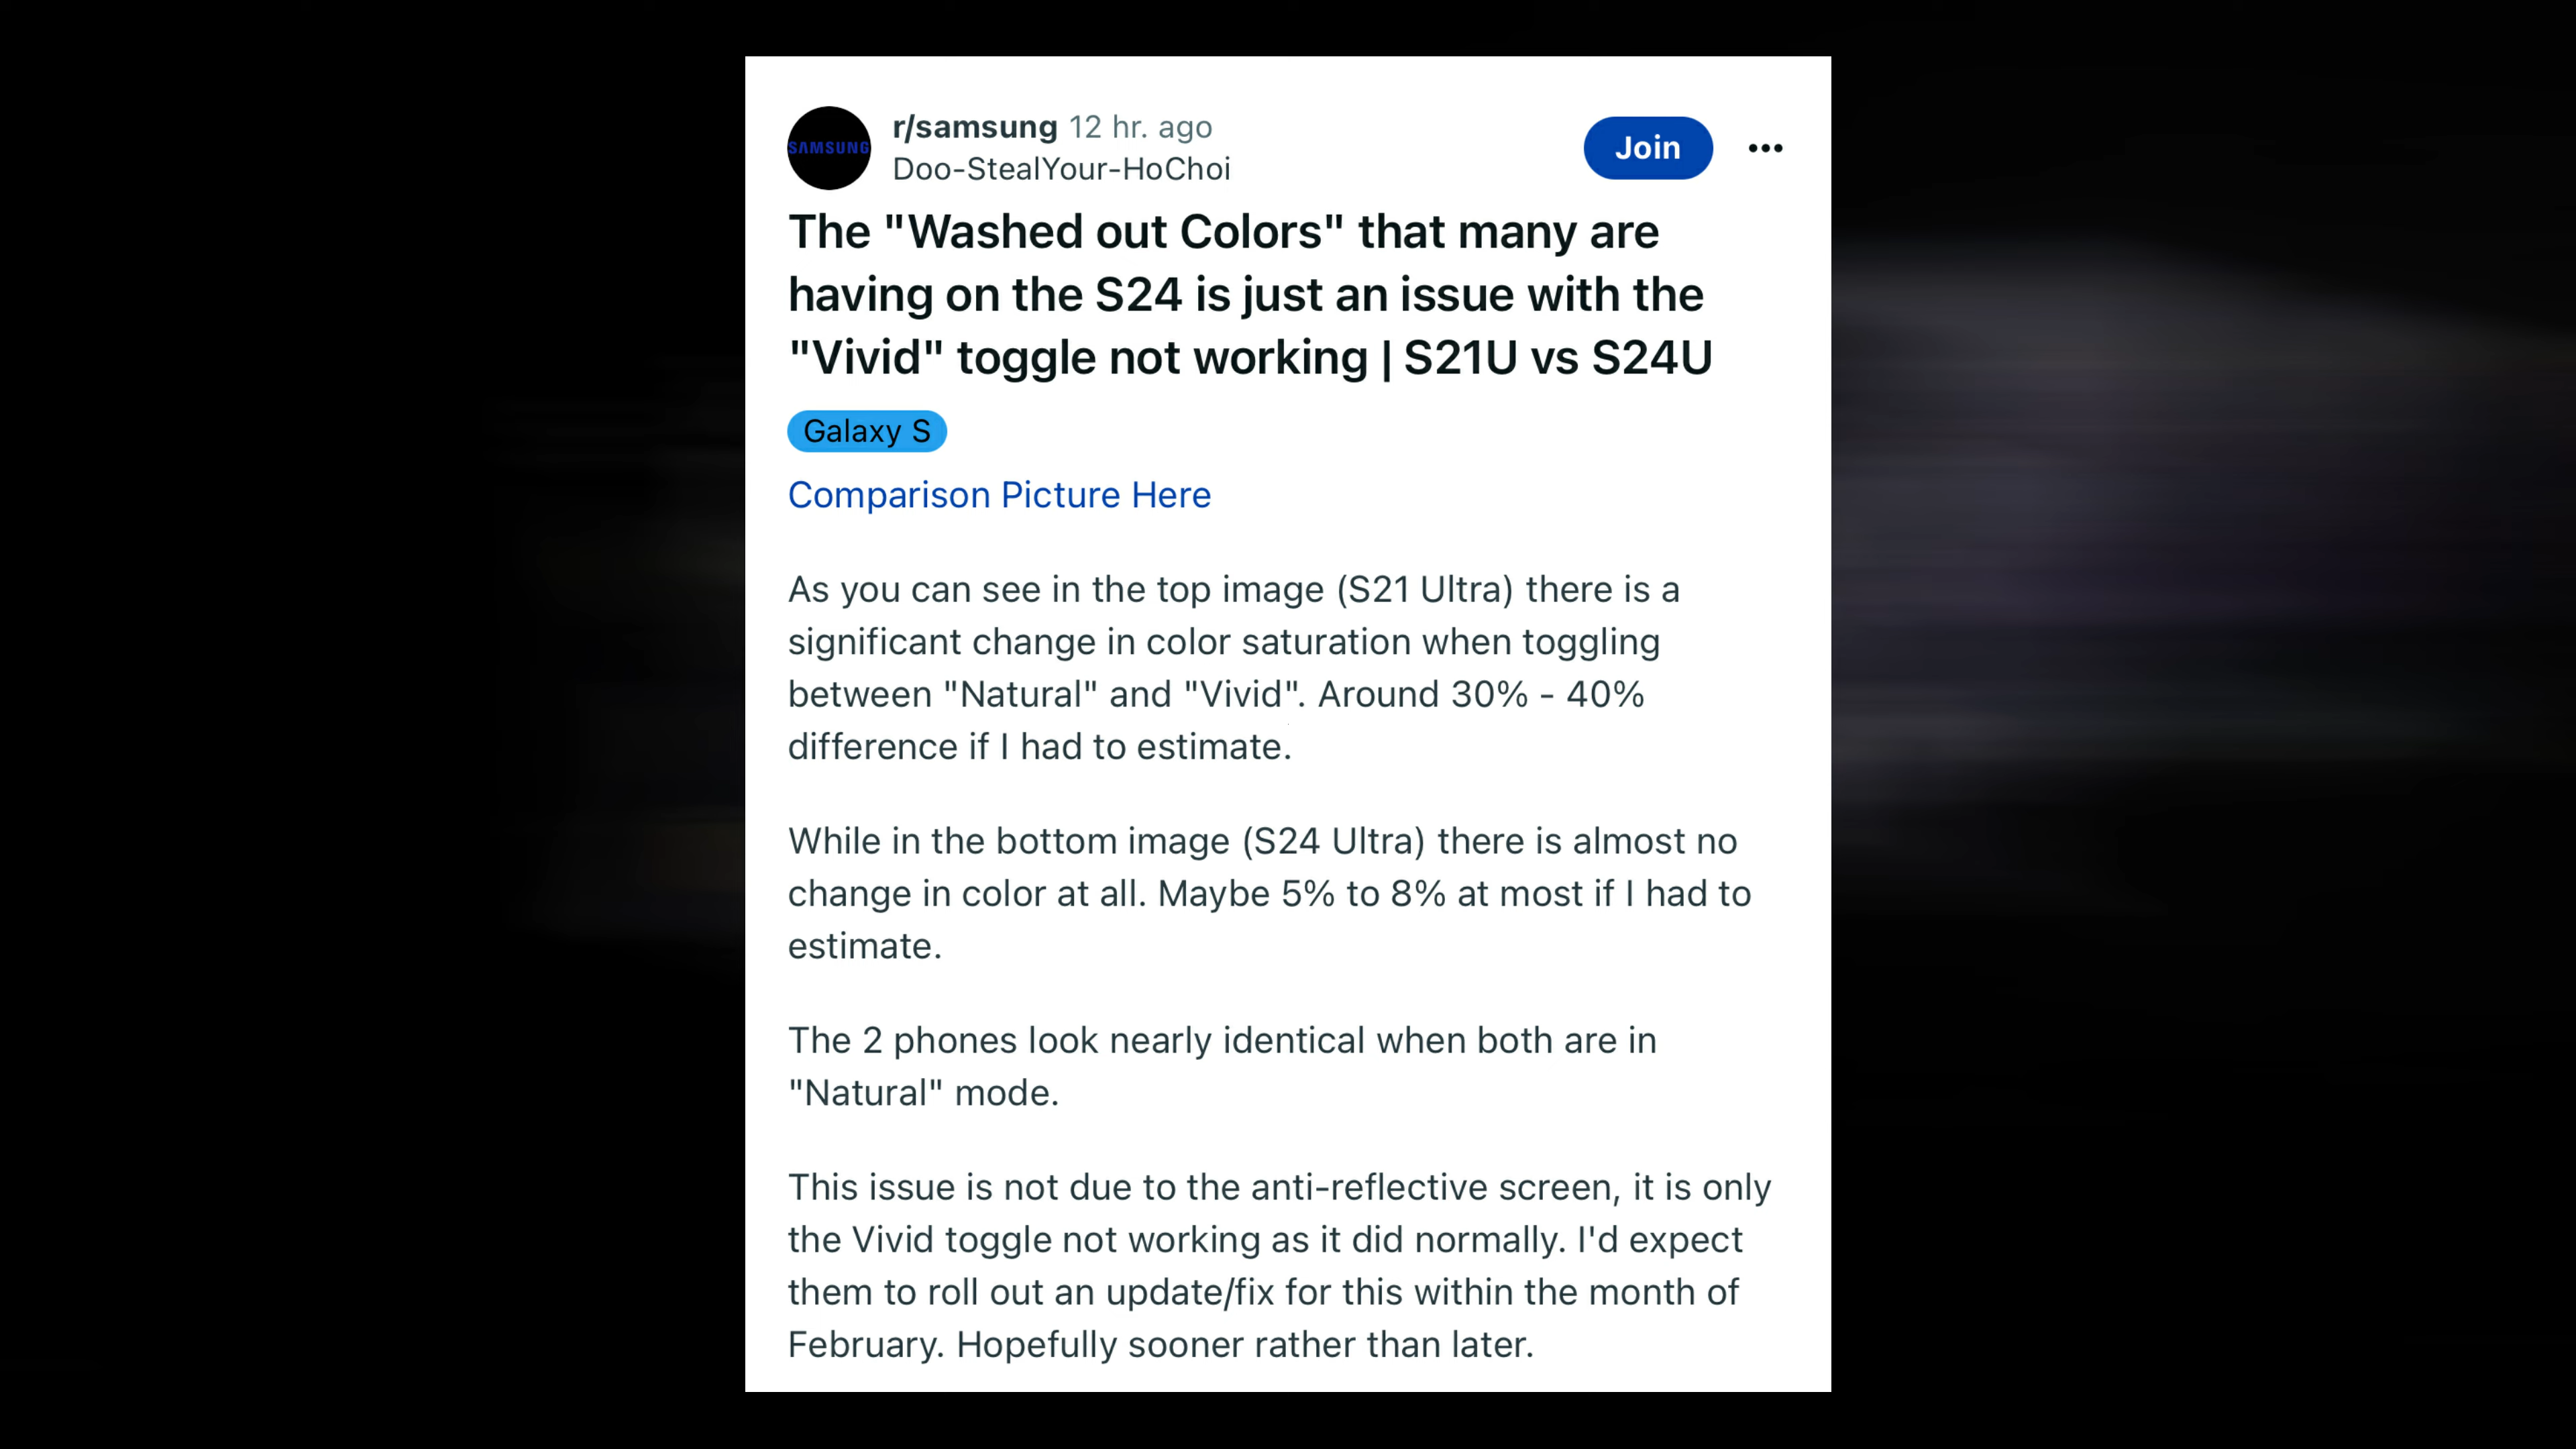 r/samsung 12 hr. ago
SAMSUNG
Doo-StealYour-HoChoi
Join
The "Washed out Colors" that many are
having on the S24 is just an issue with the
"Vivid" toggle not working | S21U vs S24U
Galaxy S
Comparison Picture Here
As you can see in the top image (S21 Ultra) there is a
significant change in color saturation when toggling
between "Natural" and "Vivid". Around 30% - 40%
difference if I had to estimate.
While in the bottom image (S24 Ultra) there is almost no
change in color at all. Maybe 5% to 8% at most if I had to
estimate.
The 2 phones look nearly identical when both are in
"Natural" mode.
This issue is not due to the anti-reflective screen, it is only
the Vivid toggle not working as it did normally. I'd expect
them to roll out an update/fix for this within the month of
February. Hopefully sooner rather than later.